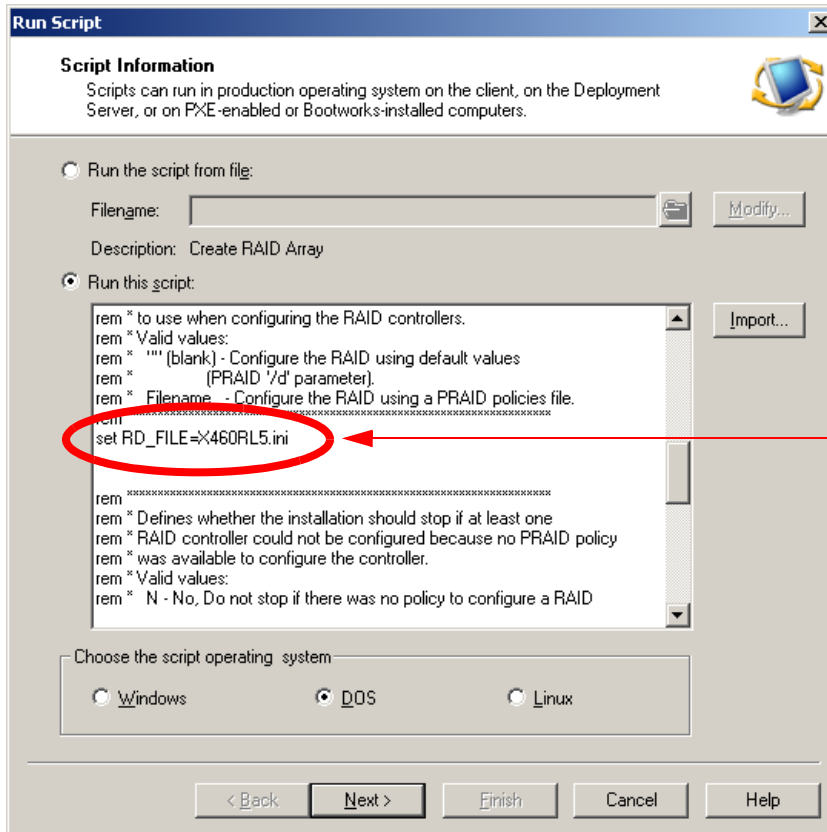 Run Script
Script Information
Scripts can run in production operating system on the client, on the Deployment
Server, or on PXE-enabled or Bootworks-installed computers.
Run the script from file:
Filename:
Modify...
Description: Create RAID Array
Run this script:
Import...
rem * to use when configuring the RAID controllers.
rem * Valid values:
rem * "" (blank) - Configure the RAID using default values
rem * (PRAID '/d' parameter).
rem * Filename - Configure the RAID using a PRAID policies file.
rem
set RD_FILE=X460RL5.ini
rem
rem * Defines whether the installation should stop if at least one
rem * RAID controller could not be configured because no PRAID policy
rem * was available to configure the controller.
rem * Valid values:
rem * N - No, Do not stop if there was no policy to configure a RAID
Choose the script operating system
Windows
DOS
Linux
< Back
Next >
Finish
Cancel
Help